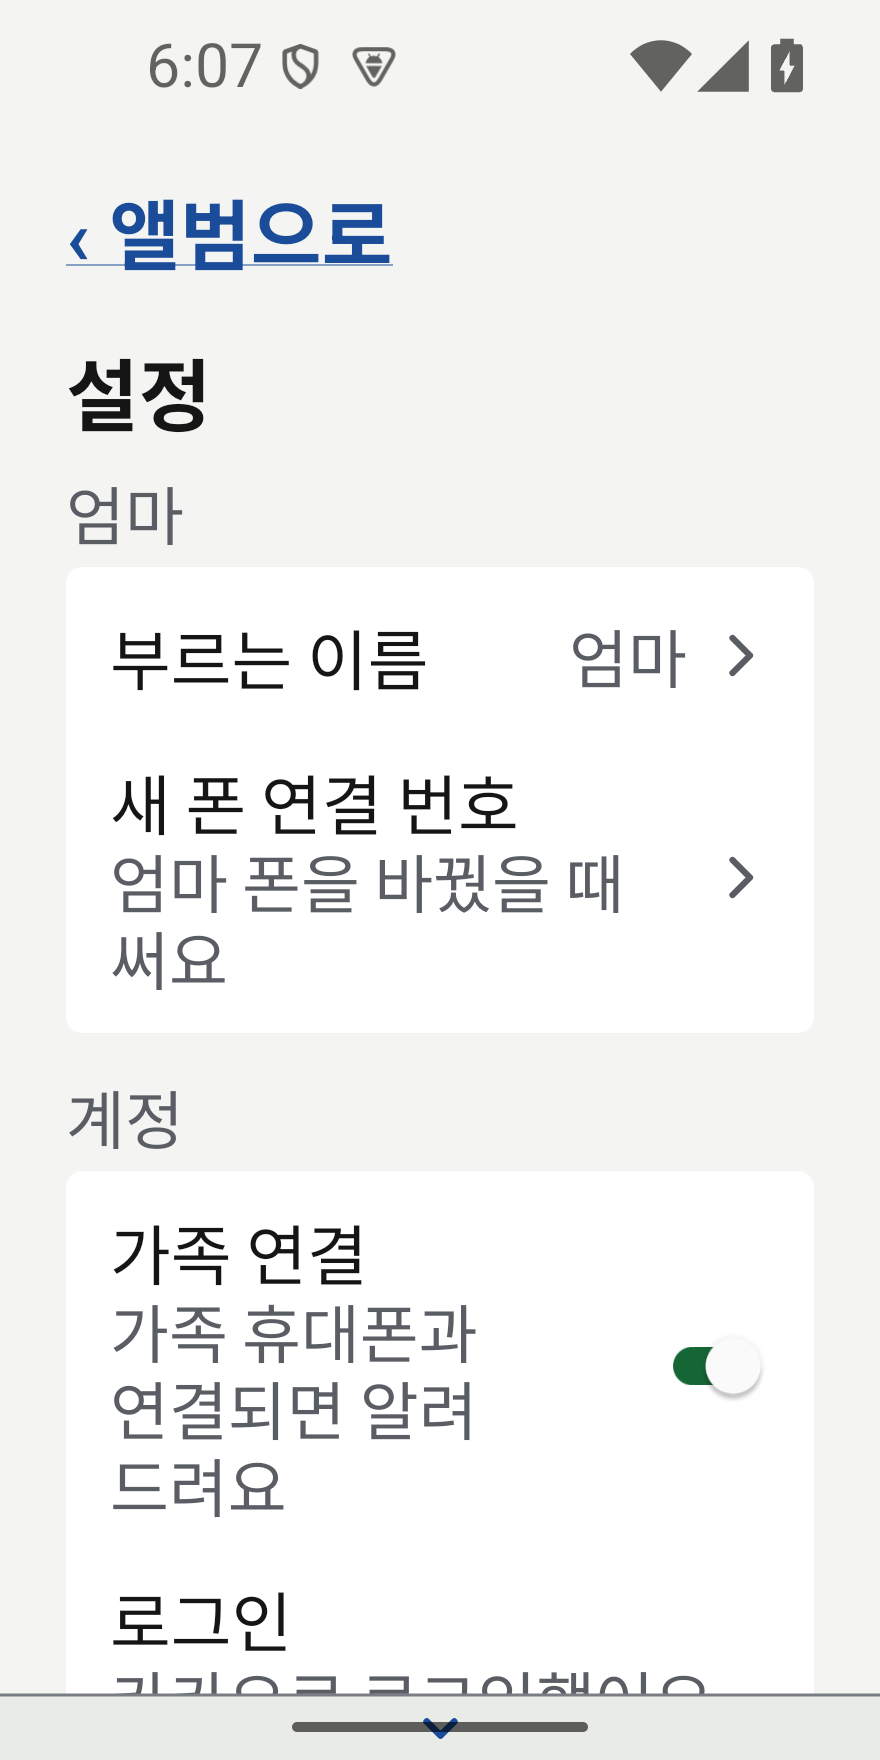 6:07
‹ 앨범으로
설정
엄마
부르는 이름 엄마
새 폰 연결 번호
엄마 폰을 바꿨을 때
써요
계정
가족 연결
가족 휴대폰과
연결되면 알려
드려요
로그인